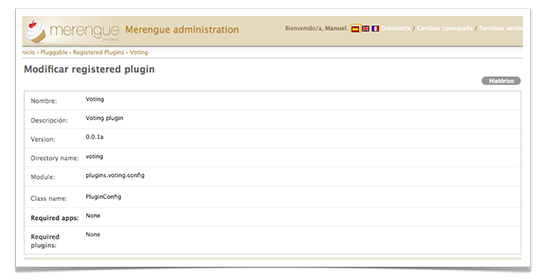 merengue
project
Merengue administration
Bienvenido/a, Manuel.
Transhette / Cambiar contraseña / Terminar sesión
Inicio › Pluggable › Registered Plugins › Voting
Modificar registered plugin
Histórico
Nombre: Voting
Descripción: Voting plugin
Version: 0.0.1a
Directory name: voting
Module: plugins.voting.config
Class name: PluginConfig
Required apps: None
Required
plugins: None